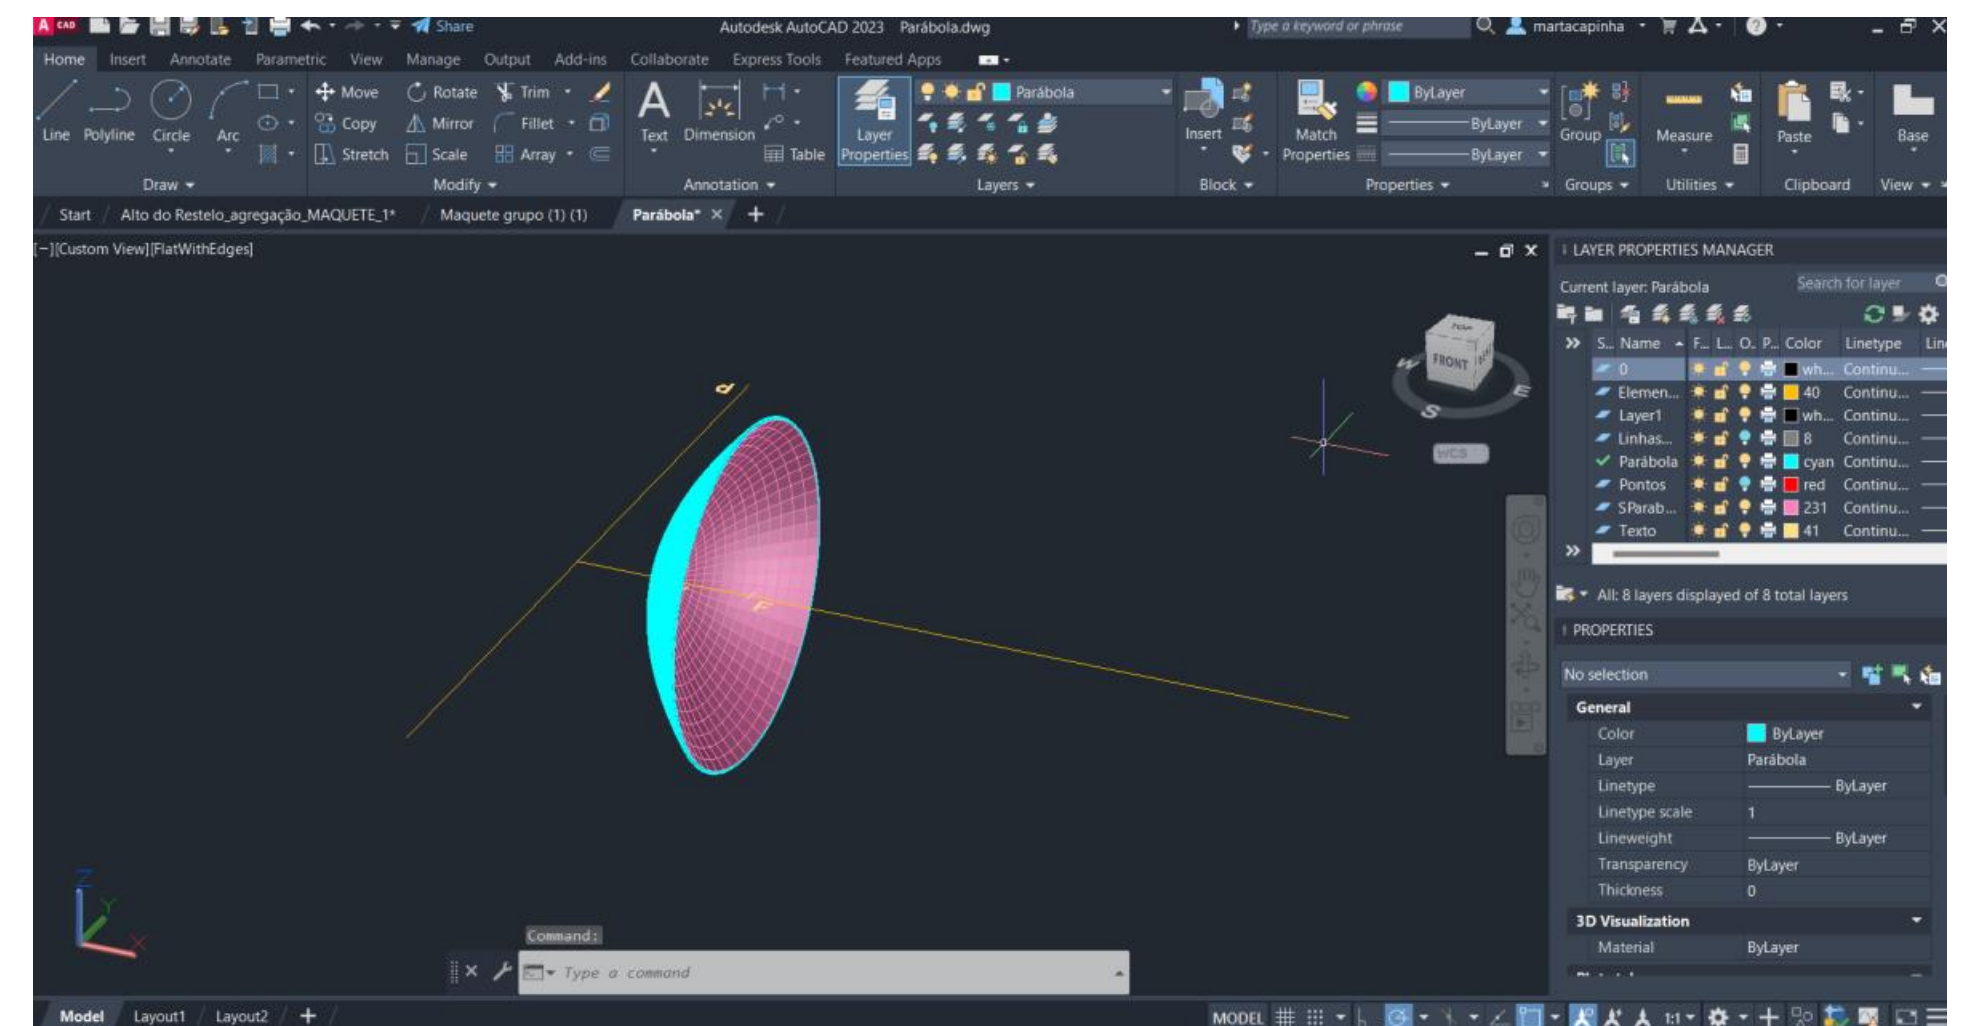 A CAD Share Autodesk AutoCAD 2023 Parábola.dwg Type a keyword or phrase martacapinha ?
Home Insert Annotate Parametric View Manage Output Add-ins Collaborate Express Tools Featured Apps
Move Rotate Trim Parábola ByLayer
Copy Mirror Fillet ByLayer
Line Polyline Circle Arc Text Dimension Layer Properties Insert Match Properties Group Measure Paste Base
Stretch Scale Array Table ByLayer
Draw Modify Annotation Layers Block Properties Groups Utilities Clipboard View
Start Alto do Restelo_agregação_MAQUETE_1* Maquete grupo (1) (1) Parábola*
[−][Custom View][FlatWithEdges]
LAYER PROPERTIES MANAGER
Current layer: Parábola Search for layer
S... Name F... L... O. P... Color Linetype Lin
0 wh... Continu...
Elemen... 40 Continu...
Layer1 wh... Continu...
Linhas... 8 Continu...
Parábola cyan Continu...
Pontos red Continu...
SParab... 231 Continu...
Texto 41 Continu...
All: 8 layers displayed of 8 total layers
TOP
FRONT
W
S
E
WCS
d
F
PROPERTIES
No selection
General
Color ByLayer
Layer Parábola
Linetype ByLayer
Linetype scale 1
Lineweight ByLayer
Transparency ByLayer
Thickness 0
3D Visualization
Material ByLayer
Z
Y
X
Command:
Type a command
Model Layout1 Layout2 +
MODEL 1:1